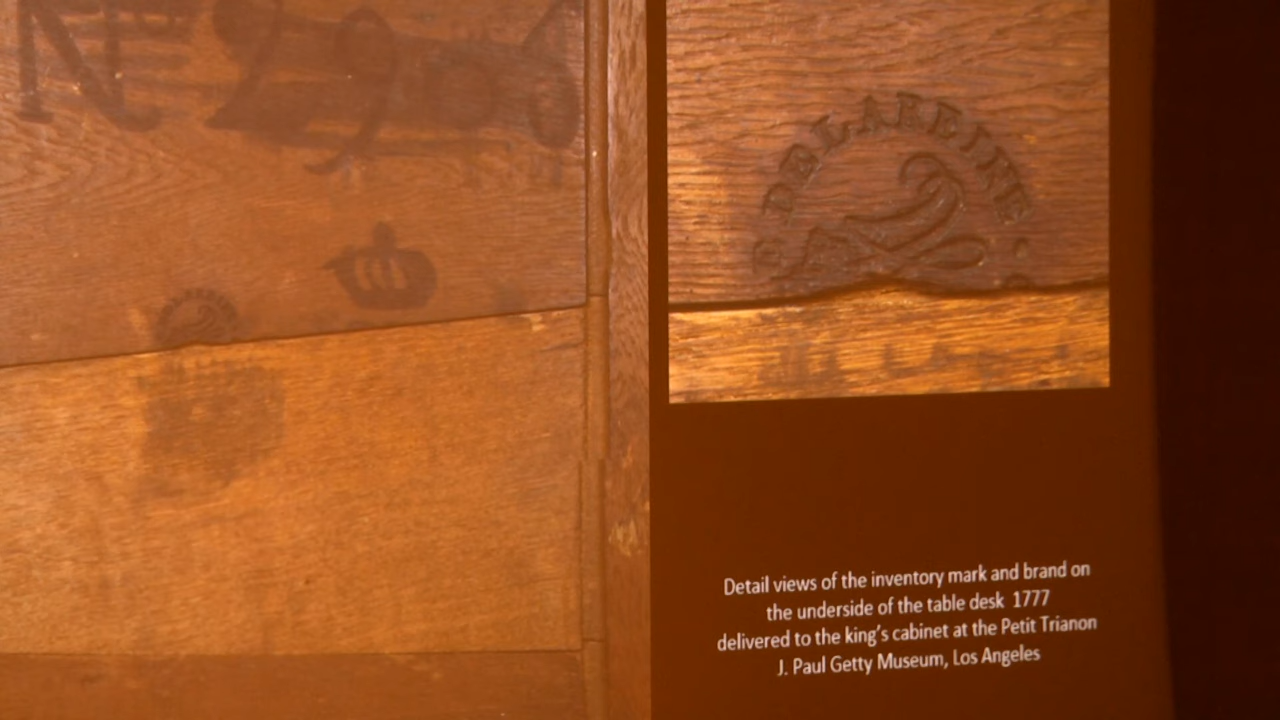 DELAREINE
Detail views of the inventory mark and brand on
the underside of the table desk 1777
delivered to the king's cabinet at the Petit Trianon
J. Paul Getty Museum, Los Angeles